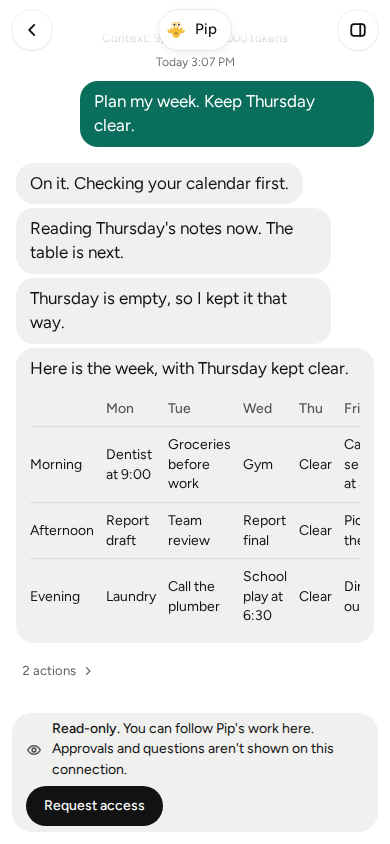 Pip
Today 3:07 PM
Plan my week. Keep Thursday
clear.
On it. Checking your calendar first.
Reading Thursday's notes now. The
table is next.
Thursday is empty, so I kept it that
way.
Here is the week, with Thursday kept clear.
Mon Tue Wed Thu Fri
Morning Dentist at 9:00 Groceries before work Gym Clear
Afternoon Report draft Team review Report final Clear
Evening Laundry Call the plumber School play at 6:30 Clear
2 actions
Read-only. You can follow Pip's work here.
Approvals and questions aren't shown on this
connection.
Request access